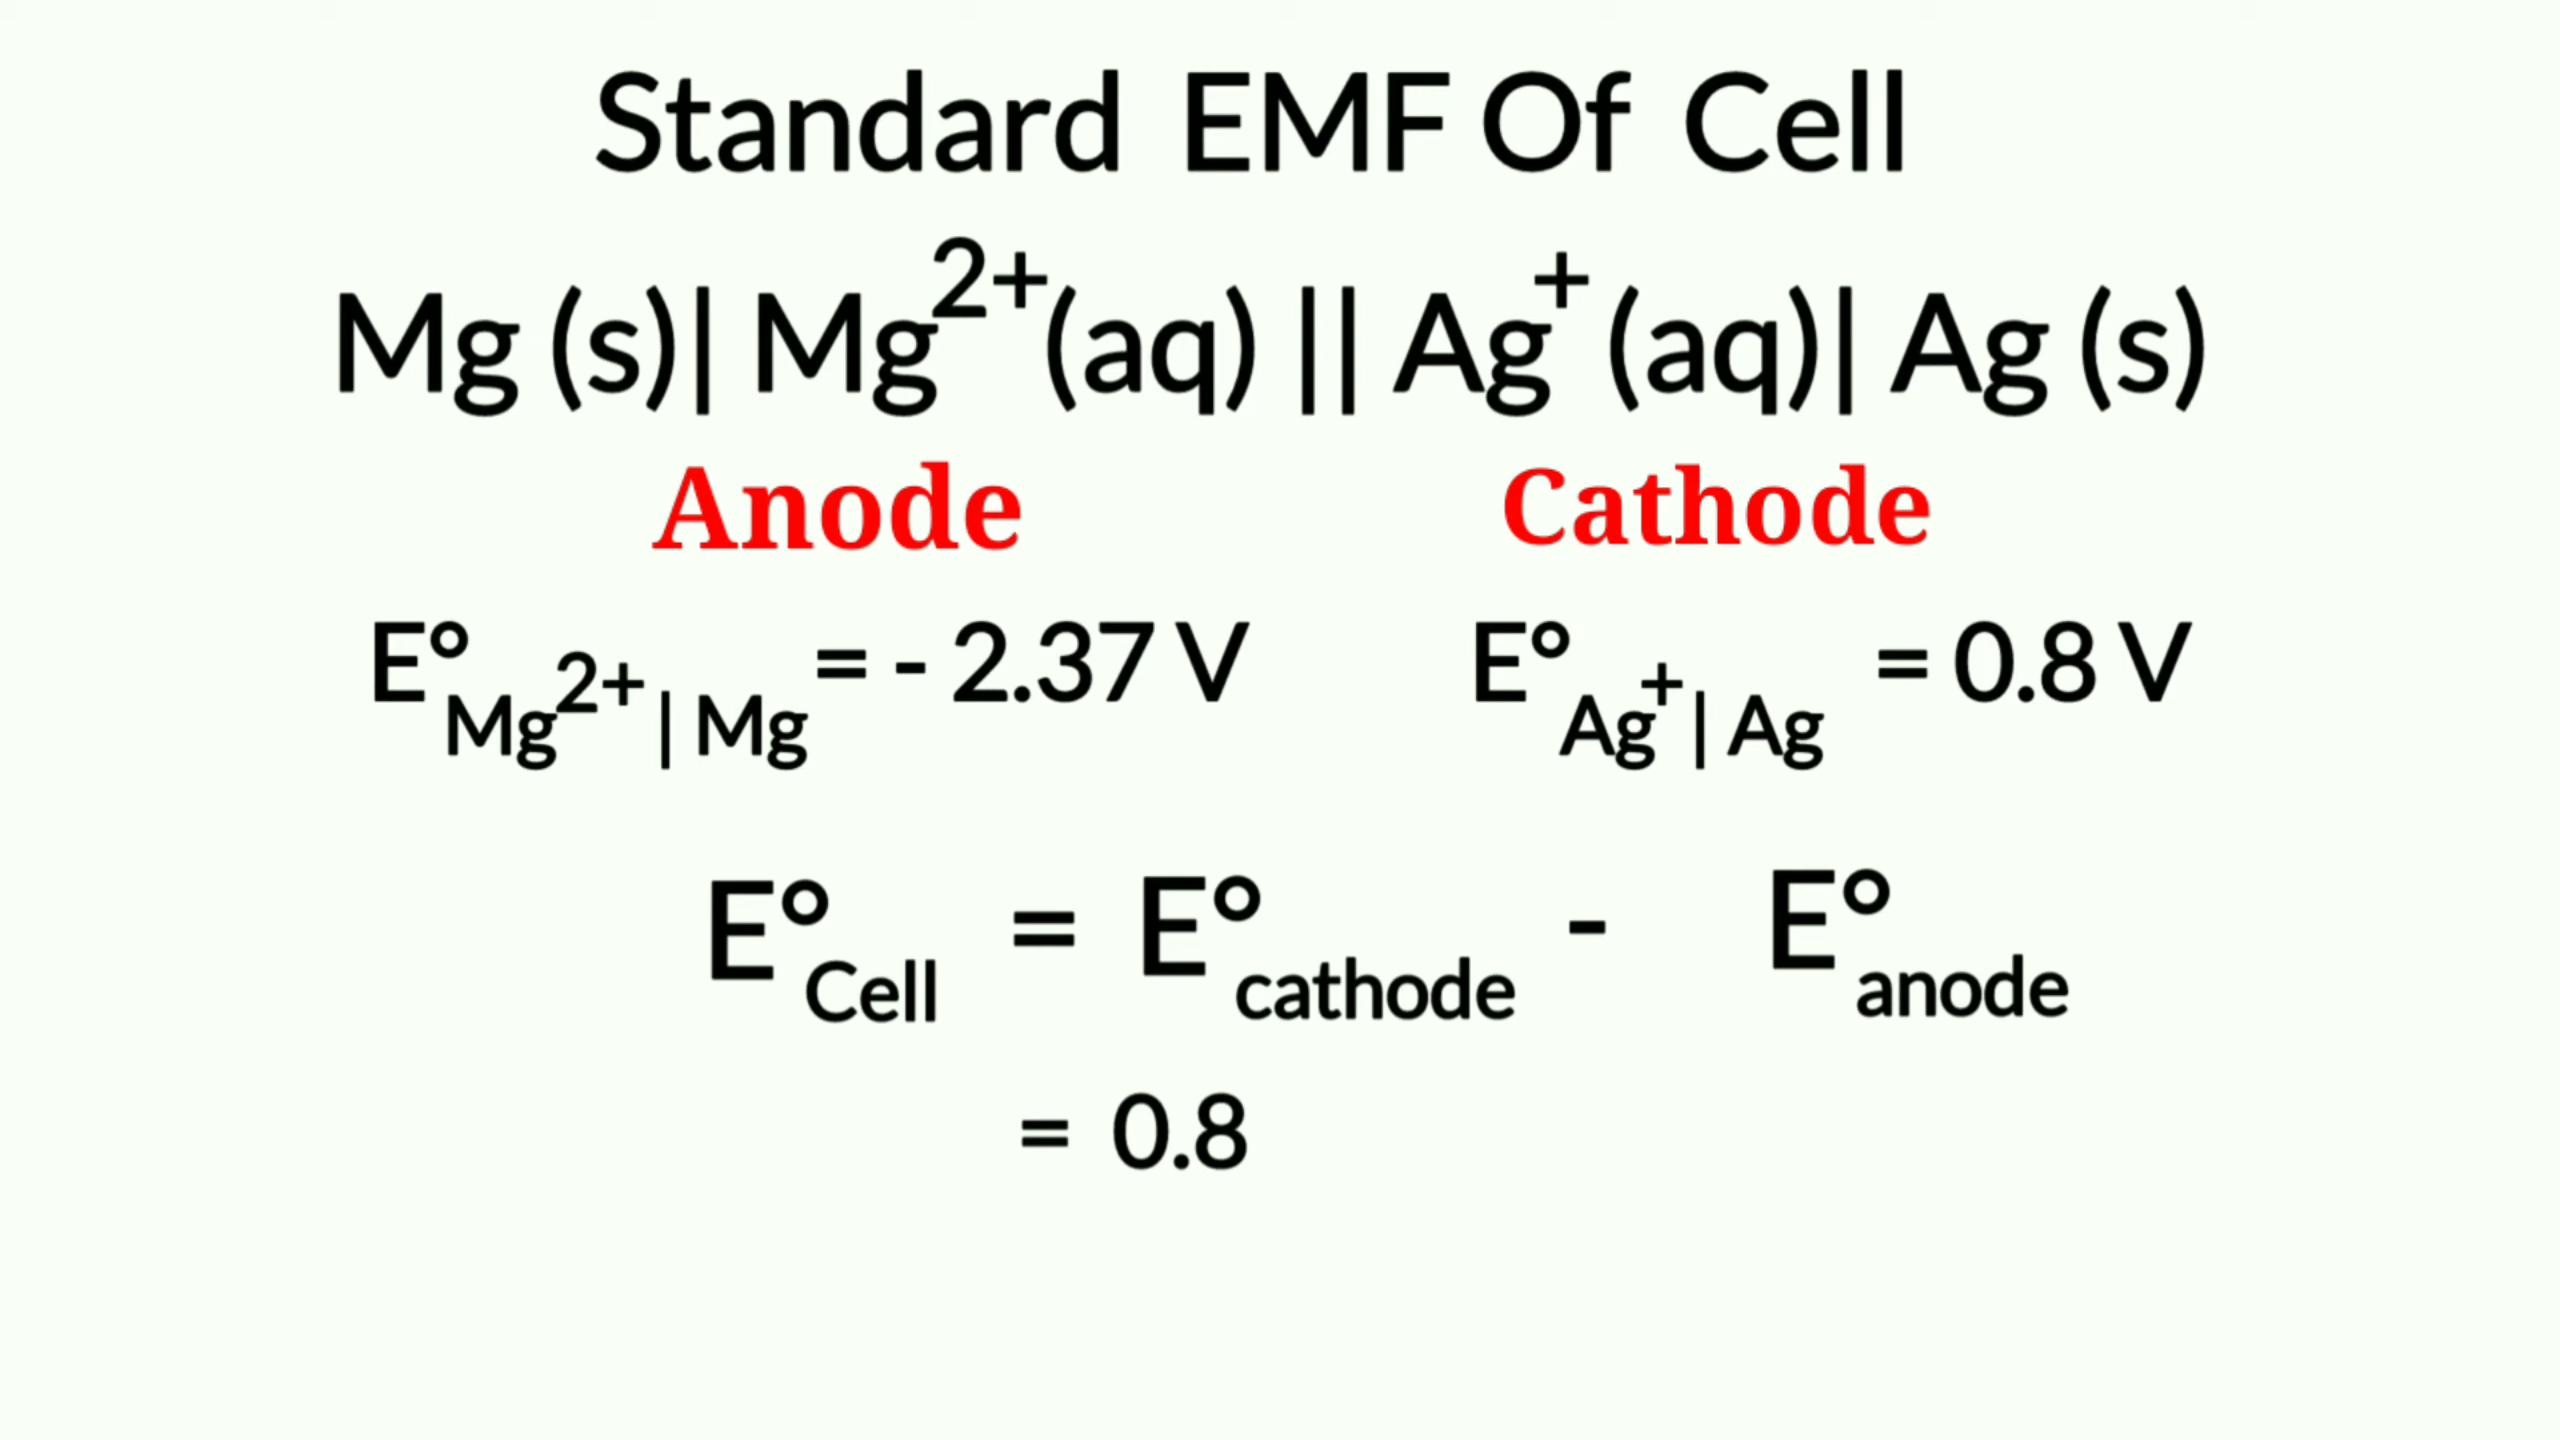 Standard EMF Of Cell
Mg (s)| Mg²⁺(aq) || Ag⁺(aq)| Ag (s)
Anode Cathode
E°Mg²⁺| Mg = - 2.37 V E°Ag⁺| Ag = 0.8 V
E°Cell = E°cathode - E°anode
= 0.8